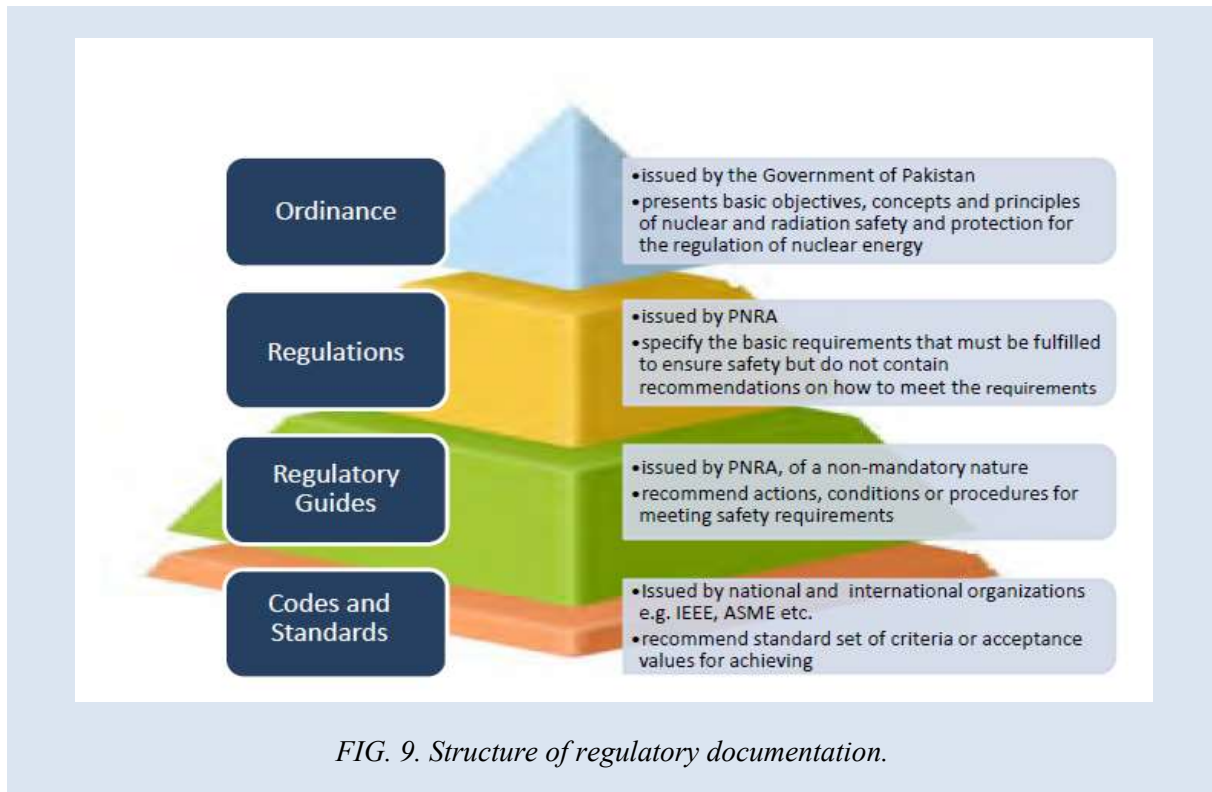 Ordinance
•issued by the Government of Pakistan
•presents basic objectives, concepts and principles
of nuclear and radiation safety and protection for
the regulation of nuclear energy
Regulations
•issued by PNRA
•specify the basic requirements that must be fulfilled
to ensure safety but do not contain
recommendations on how to meet the requirements
Regulatory
Guides
•issued by PNRA, of a non-mandatory nature
•recommend actions, conditions or procedures for
meeting safety requirements
Codes and
Standards
•Issued by national and international organizations
e.g. IEEE, ASME etc.
•recommend standard set of criteria or acceptance
values for achieving
FIG. 9. Structure of regulatory documentation.